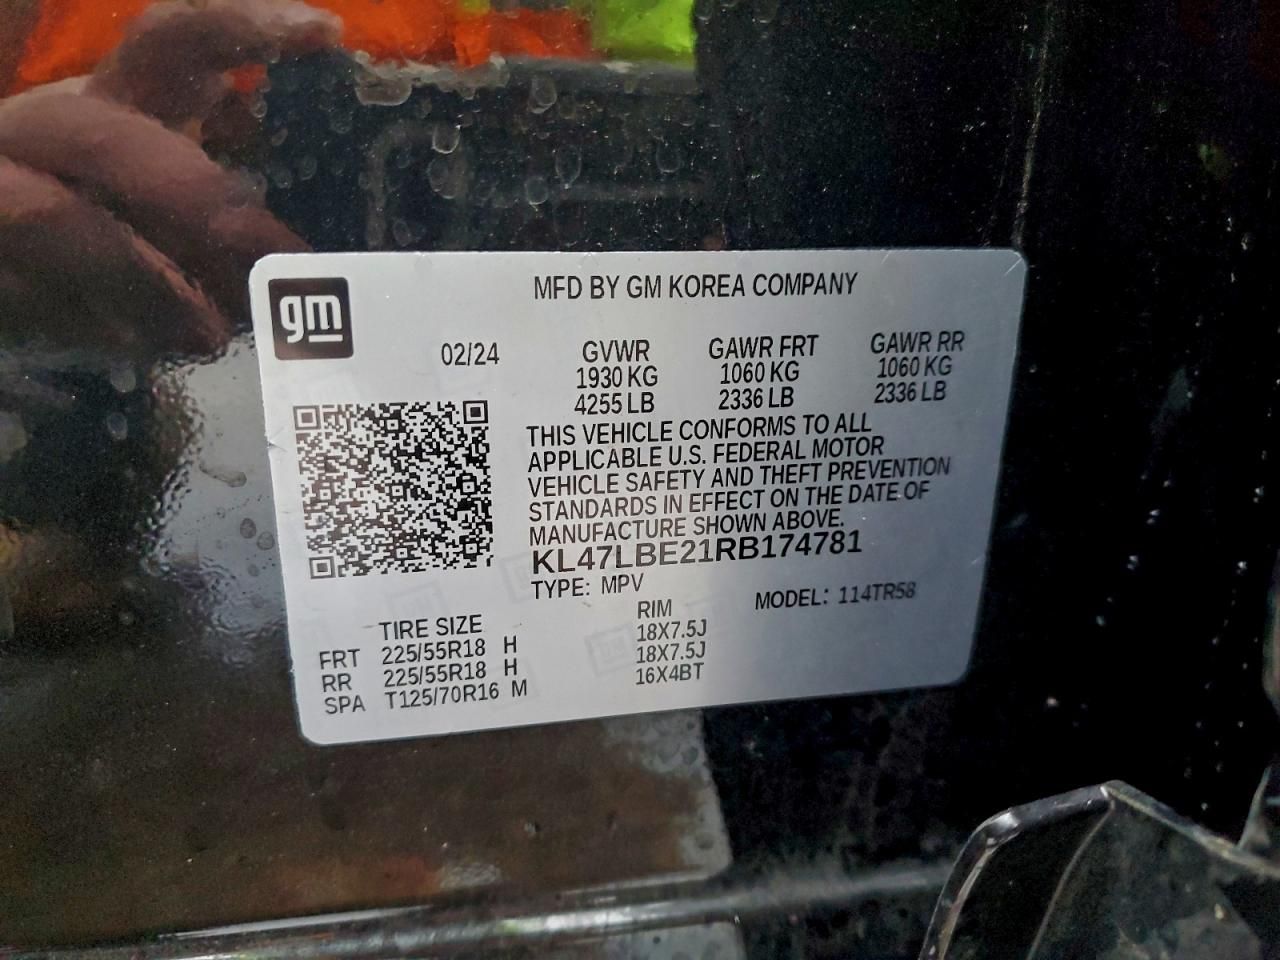 gm
MFD BY GM KOREA COMPANY
02/24 GVWR GAWR FRT GAWR RR
1930 KG 1060 KG 1060 KG
4255 LB 2336 LB 2336 LB
THIS VEHICLE CONFORMS TO ALL
APPLICABLE U.S. FEDERAL MOTOR
VEHICLE SAFETY AND THEFT PREVENTION
STANDARDS IN EFFECT ON THE DATE OF
MANUFACTURE SHOWN ABOVE.
KL47LBE21RB174781
TYPE: MPV MODEL: 114TR58
TIRE SIZE RIM
FRT 225/55R18 H 18X7.5J
RR 225/55R18 H 18X7.5J
SPA T125/70R16 M 16X4BT